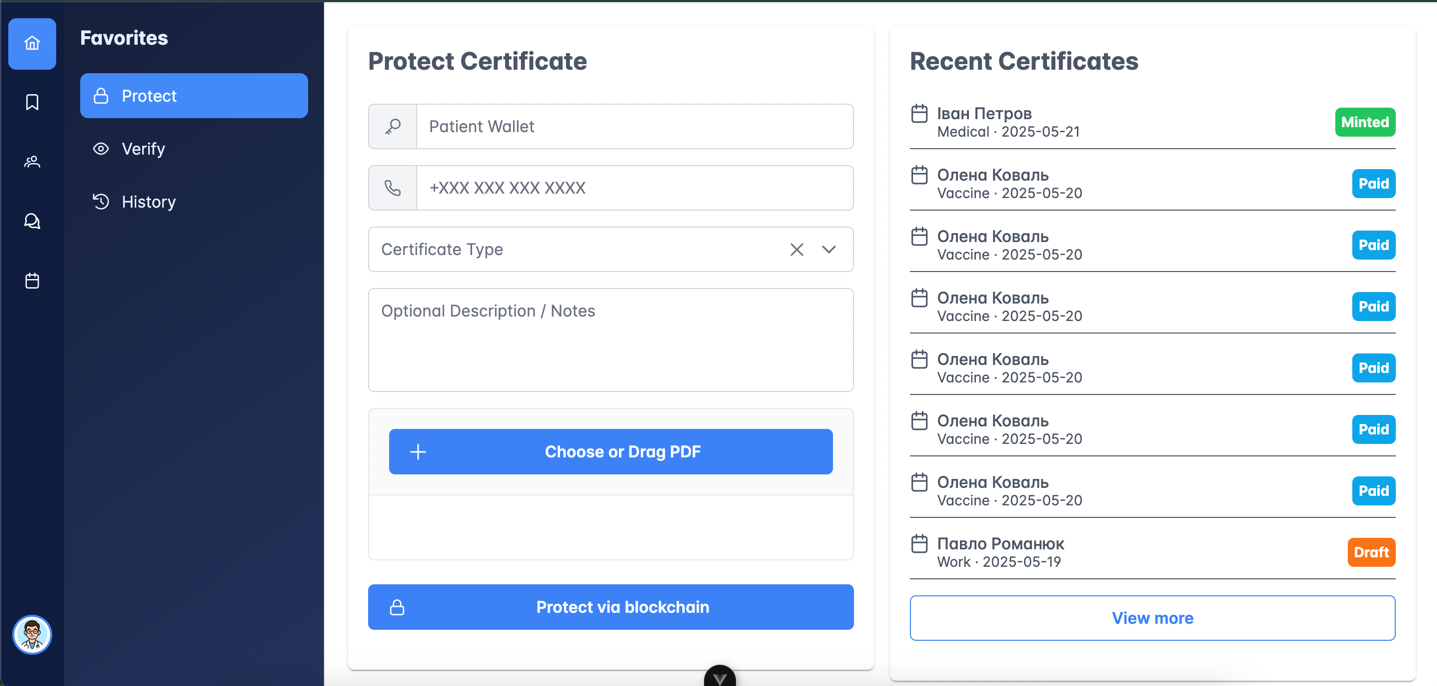 Favorites
Protect
Verify
History
Protect Certificate
Patient Wallet
+XXX XXX XXX XXXX
Certificate Type
Optional Description / Notes
Choose or Drag PDF
Protect via blockchain
Recent Certificates
Іван Петров
Medical · 2025-05-21
Minted
Олена Коваль
Vaccine · 2025-05-20
Paid
Олена Коваль
Vaccine · 2025-05-20
Paid
Олена Коваль
Vaccine · 2025-05-20
Paid
Олена Коваль
Vaccine · 2025-05-20
Paid
Олена Коваль
Vaccine · 2025-05-20
Paid
Олена Коваль
Vaccine · 2025-05-20
Paid
Павло Романюк
Work · 2025-05-19
Draft
View more